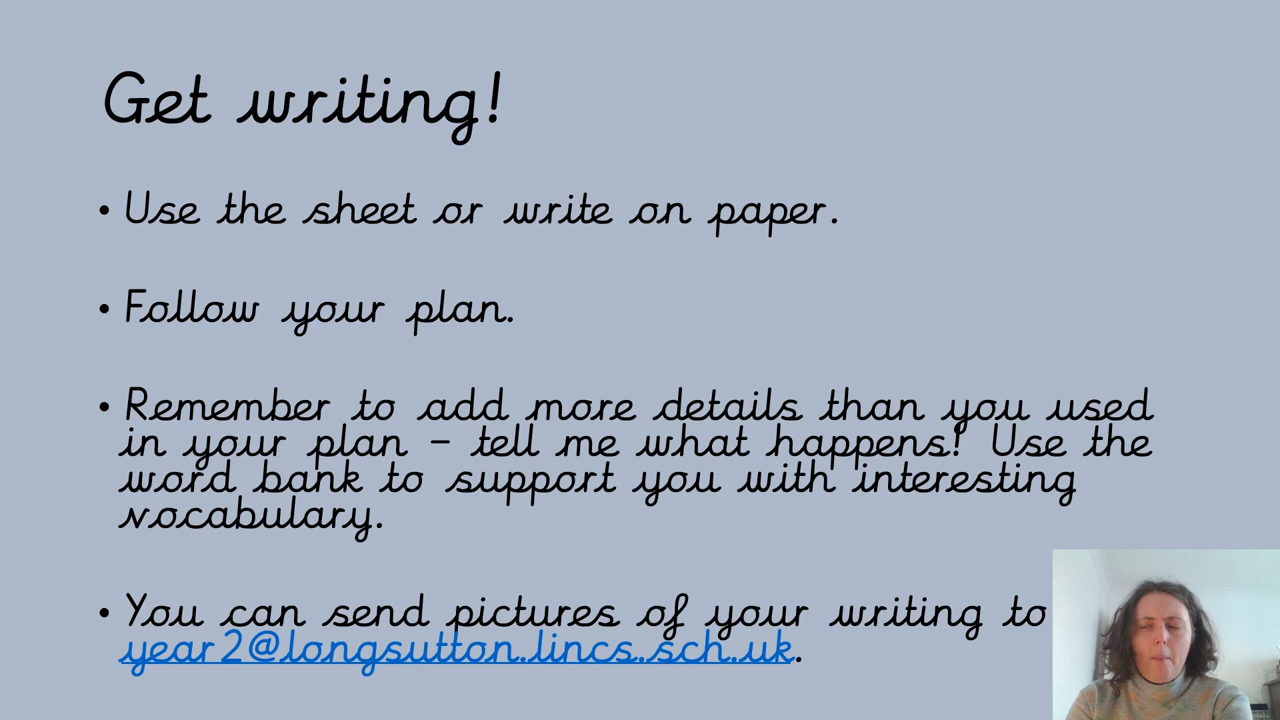 Get writing!
• Use the sheet or write on paper.
• Follow your plan.
• Remember to add more details than you used
in your plan – tell me what happens! Use the
word bank to support you with interesting
vocabulary.
• You can send pictures of your writing to
year2@longsutton.lincs.sch.uk.